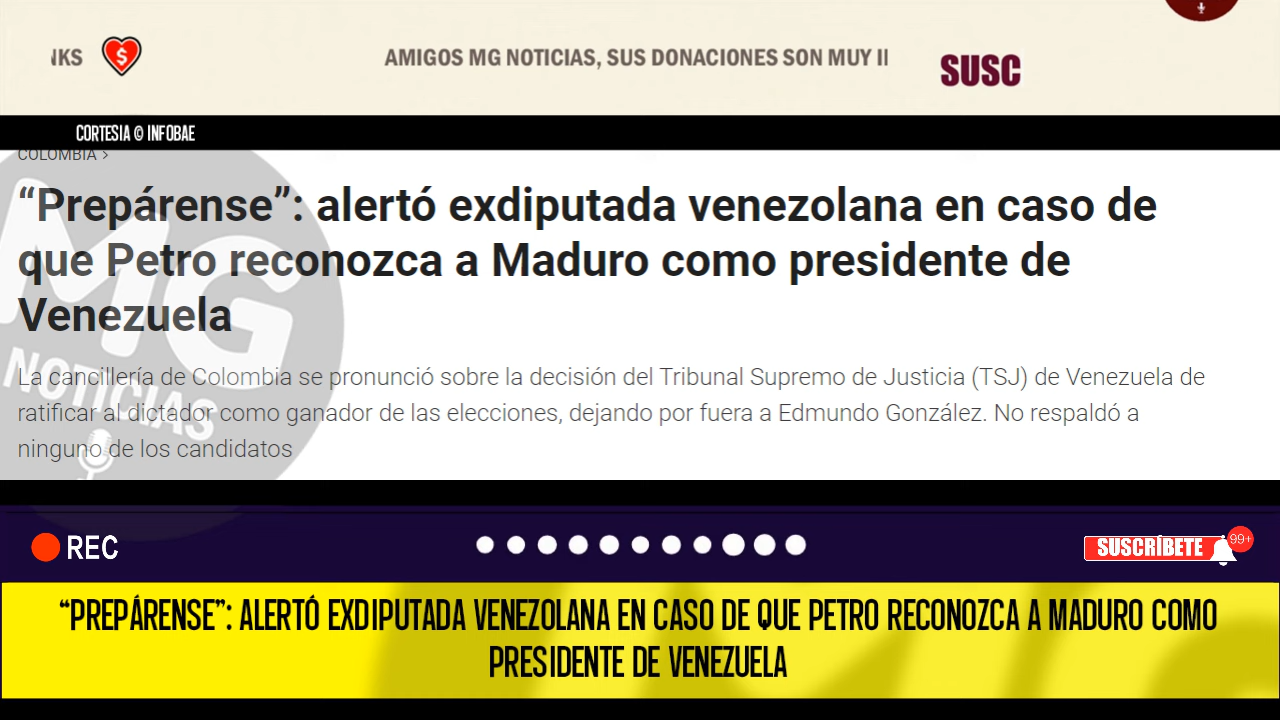 AMIGOS MG NOTICIAS, SUS DONACIONES SON MUY
SUSC
CORTESIA © INFOBAE
COLOMBIA >
“Prepárense”: alertó exdiputada venezolana en caso de
que Petro reconozca a Maduro como presidente de
Venezuela
La cancillería de Colombia se pronunció sobre la decisión del Tribunal Supremo de Justicia (TSJ) de Venezuela de
ratificar al dictador como ganador de las elecciones, dejando por fuera a Edmundo González. No respaldó a
ninguno de los candidatos
MG
NOTICIAS
REC
SUSCRÍBETE
99+
“PREPÁRENSE”: ALERTÓ EXDIPUTADA VENEZOLANA EN CASO DE QUE PETRO RECONOZCA A MADURO COMO
PRESIDENTE DE VENEZUELA